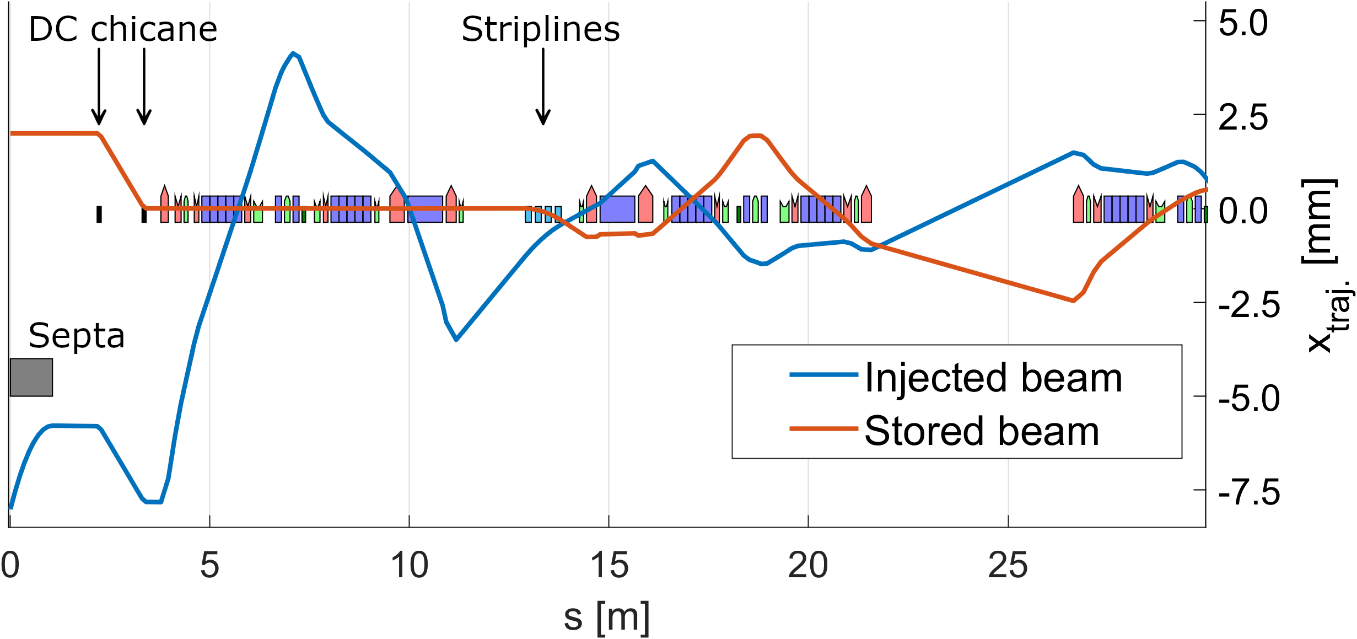 DC chicane
Striplines
Septa
Injected beam
Stored beam
5.0
2.5
0.0
-2.5
-5.0
-7.5
x_traj. [mm]
0 5 10 15 20 25
s [m]